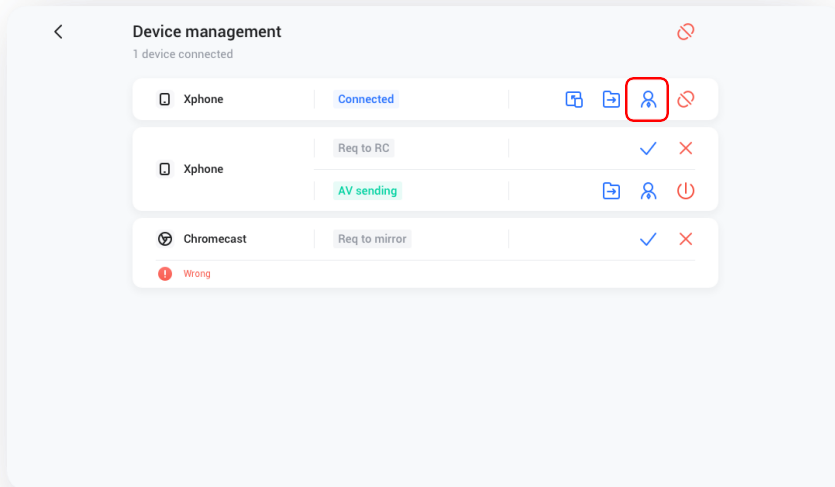 Device management
1 device connected
Xphone
Connected
Xphone
Req to RC
AV sending
Chromecast
Req to mirror
Wrong